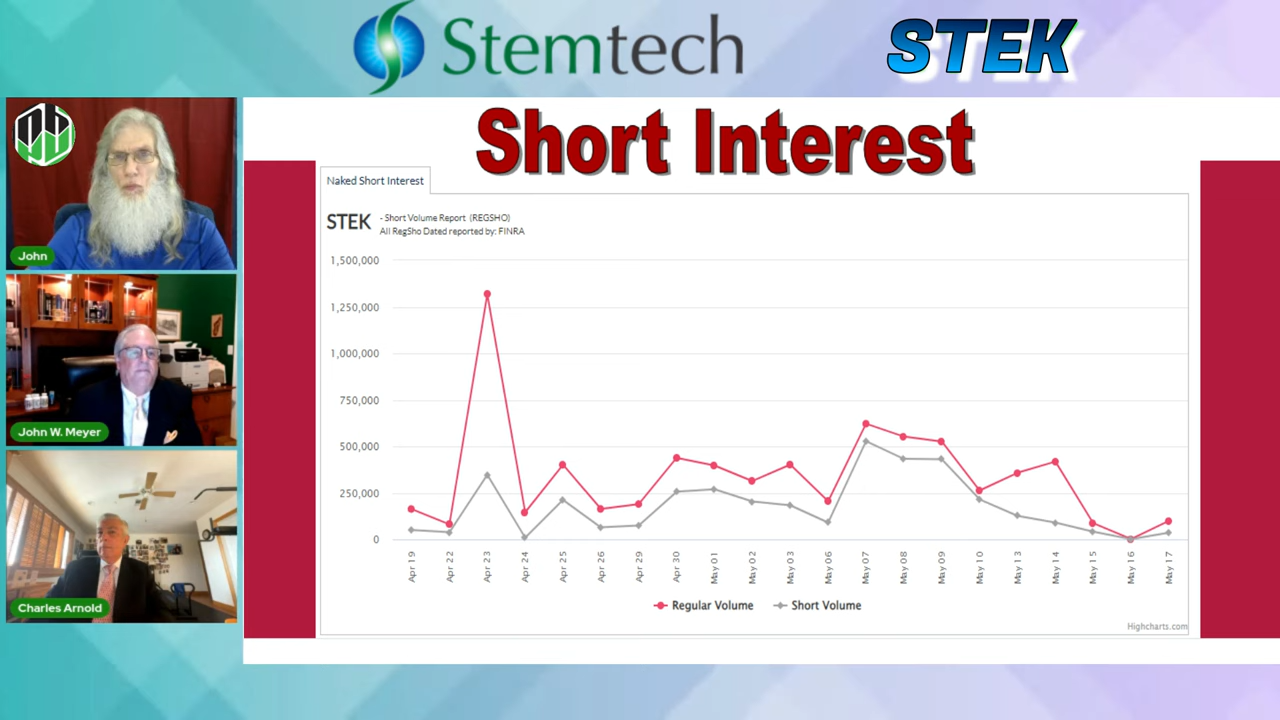 Stemtech
STEK
Short Interest
John
John W. Meyer
Charles Arnold
Naked Short Interest
STEK - Short Volume Report (REGSHO)
All RegSho Dated reported by: FINRA
1,500,000
1,250,000
1,000,000
750,000
500,000
250,000
0
Apr 19
Apr 22
Apr 23
Apr 24
Apr 25
Apr 26
Apr 29
Apr 30
May 01
May 02
May 03
May 06
May 07
May 08
May 09
May 10
May 13
May 14
May 15
May 16
May 17
Regular Volume
Short Volume
Highcharts.com